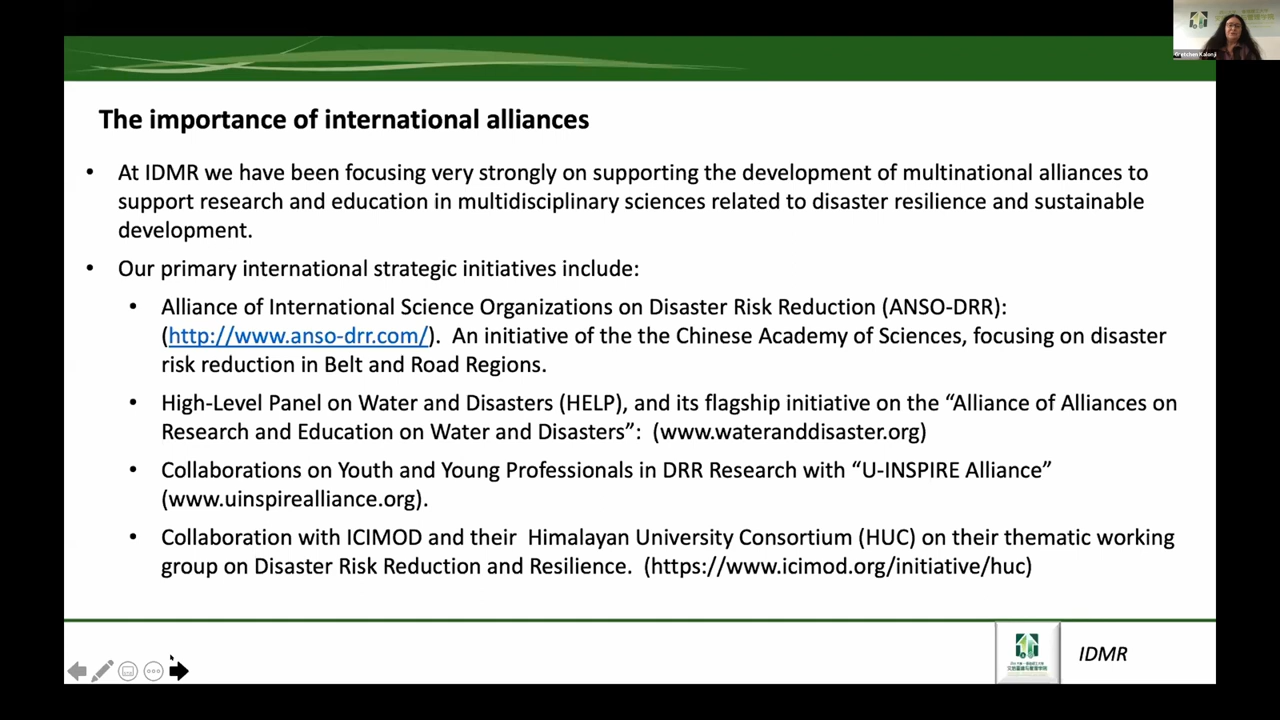 Gretchen Kalonji
The importance of international alliances
• At IDMR we have been focusing very strongly on supporting the development of multinational alliances to
support research and education in multidisciplinary sciences related to disaster resilience and sustainable
development.
• Our primary international strategic initiatives include:
• Alliance of International Science Organizations on Disaster Risk Reduction (ANSO-DRR):
(http://www.anso-drr.com/). An initiative of the the Chinese Academy of Sciences, focusing on disaster
risk reduction in Belt and Road Regions.
• High-Level Panel on Water and Disasters (HELP), and its flagship initiative on the “Alliance of Alliances on
Research and Education on Water and Disasters”: (www.wateranddisaster.org)
• Collaborations on Youth and Young Professionals in DRR Research with “U-INSPIRE Alliance”
(www.uinspirealliance.org).
• Collaboration with ICIMOD and their Himalayan University Consortium (HUC) on their thematic working
group on Disaster Risk Reduction and Resilience. (https://www.icimod.org/initiative/huc)
IDMR